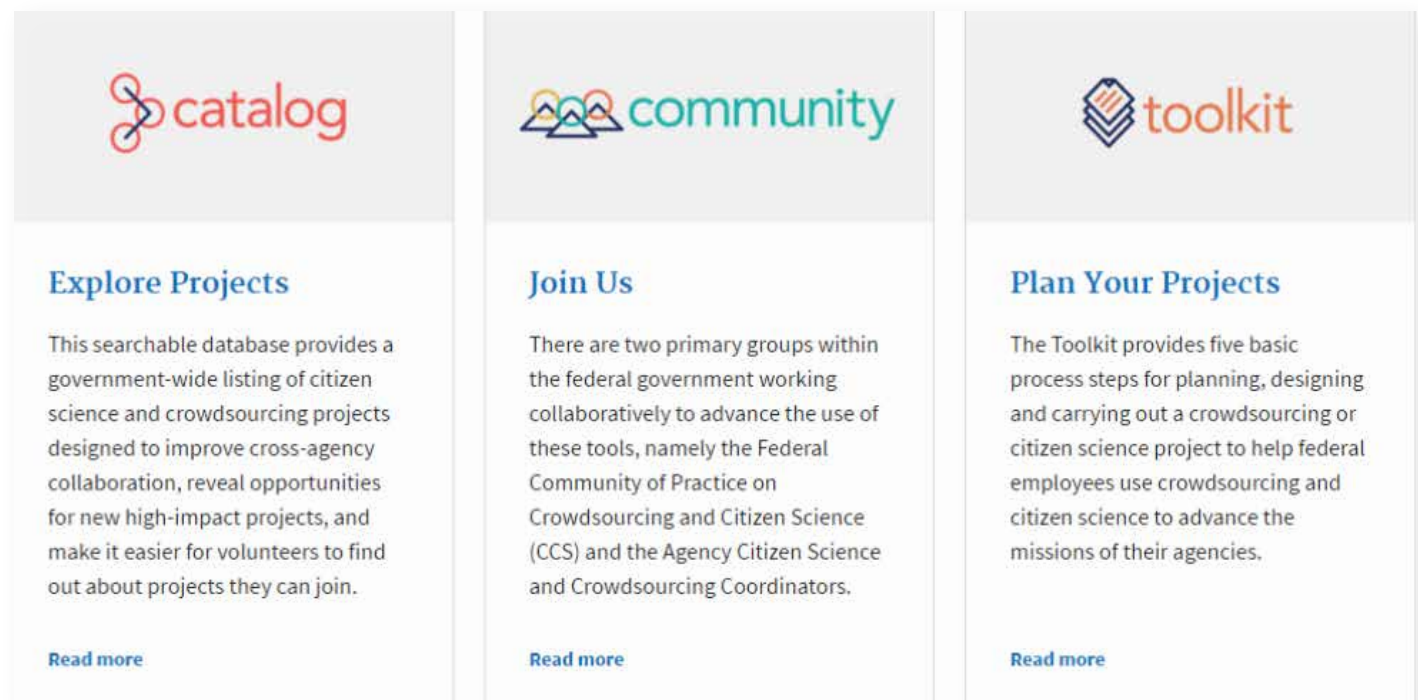 catalog
Explore Projects
This searchable database provides a
government-wide listing of citizen
science and crowdsourcing projects
designed to improve cross-agency
collaboration, reveal opportunities
for new high-impact projects, and
make it easier for volunteers to find
out about projects they can join.
Read more
community
Join Us
There are two primary groups within
the federal government working
collaboratively to advance the use of
these tools, namely the Federal
Community of Practice on
Crowdsourcing and Citizen Science
(CCS) and the Agency Citizen Science
and Crowdsourcing Coordinators.
Read more
toolkit
Plan Your Projects
The Toolkit provides five basic
process steps for planning, designing
and carrying out a crowdsourcing or
citizen science project to help federal
employees use crowdsourcing and
citizen science to advance the
missions of their agencies.
Read more